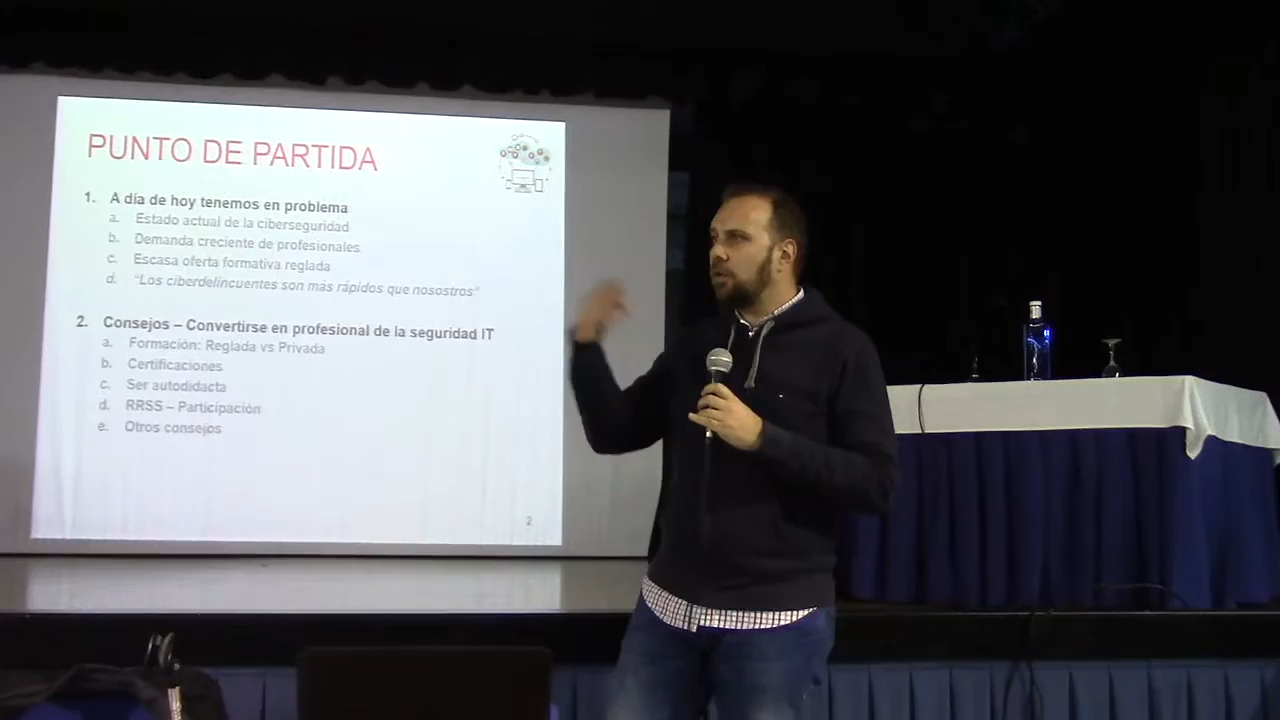 PUNTO DE PARTIDA
1. A día de hoy tenemos en problema
a. Estado actual de la ciberseguridad
b. Demanda creciente de profesionales
c. Escasa oferta formativa reglada
d. "Los ciberdelincuentes son más rápidos que nosostros"
2. Consejos – Convertirse en profesional de la seguridad IT
a. Formación: Reglada vs Privada
b. Certificaciones
c. Ser autodidacta
d. RRSS – Participación
e. Otros consejos
2